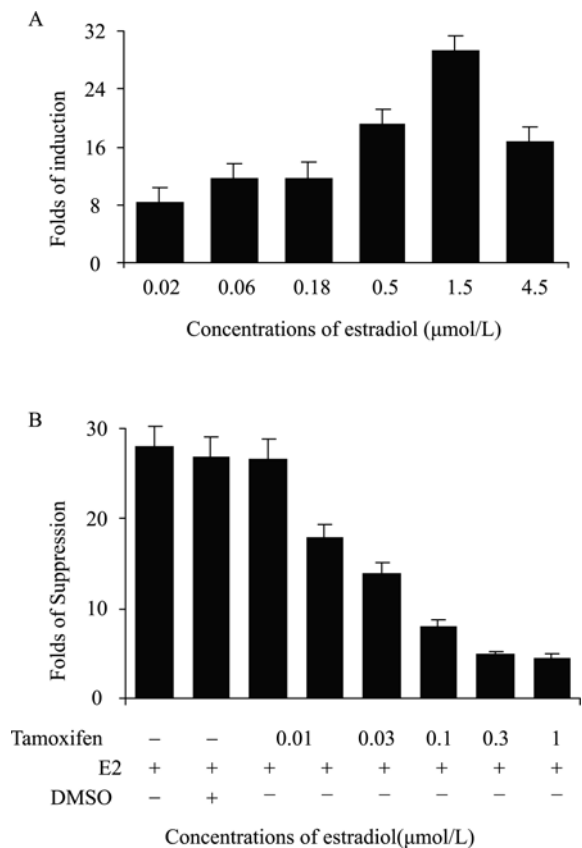 A
32
24
16
8
0
Folds of induction
0.02 0.06 0.18 0.5 1.5 4.5
Concentrations of estradiol (μmol/L)
B
30
20
10
0
Folds of Suppression
Tamoxifen – – 0.01 0.03 0.1 0.3 1
E2 + + + + + + + +
DMSO – + – – – – – –
Concentrations of estradiol(μmol/L)